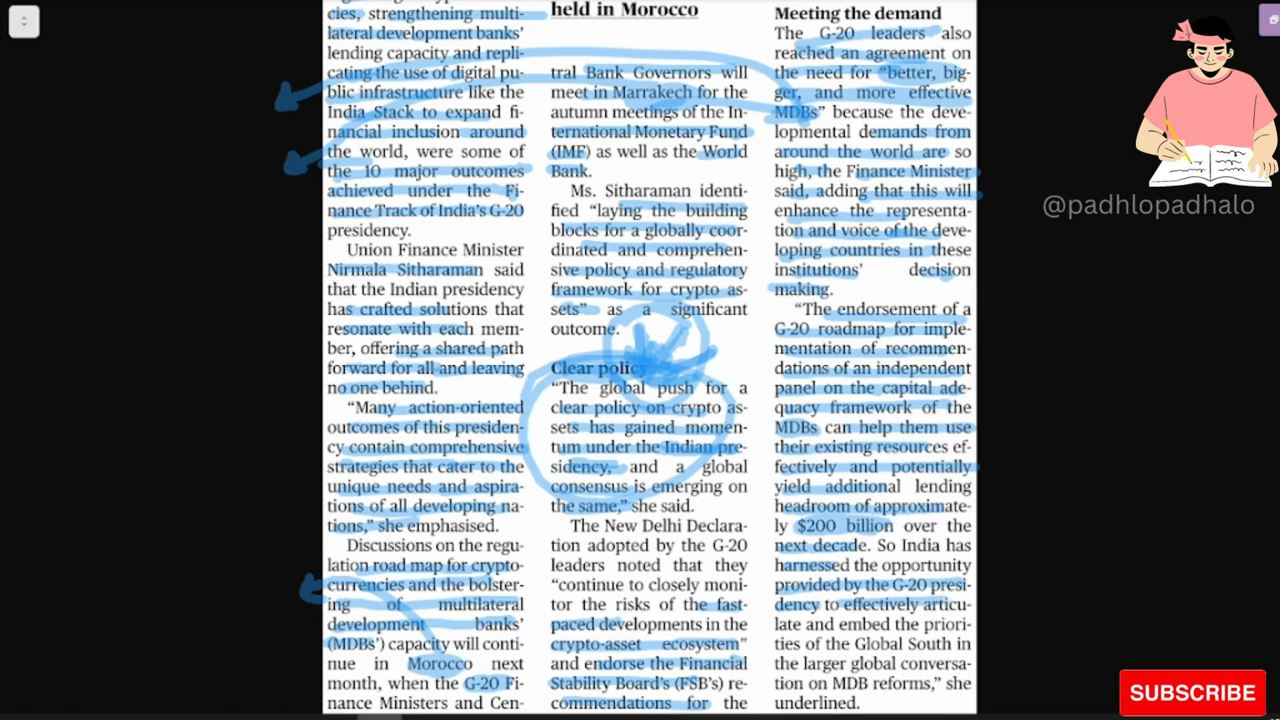 cies, strengthening multi-
lateral development banks'
lending capacity and repli-
cating the use of digital pu-
blic infrastructure like the
India Stack to expand fi-
nancial inclusion around
the world, were some of
the 10 major outcomes
achieved under the Fi-
nance Track of India's G-20
presidency.
Union Finance Minister
Nirmala Sitharaman said
that the Indian presidency
has crafted solutions that
resonate with each mem-
ber, offering a shared path
forward for all and leaving
no one behind.
"Many action-oriented
outcomes of this presiden-
cy contain comprehensive
strategies that cater to the
unique needs and aspira-
tions of all developing na-
tions," she emphasised.
Discussions on the regu-
lation road map for crypto-
currencies and the bolster-
ing of multilateral
development banks'
(MDBs') capacity will conti-
nue in Morocco next
month, when the G-20 Fi-
nance Ministers and Cen-
held in Morocco
tral Bank Governors will
meet in Marrakech for the
autumn meetings of the In-
ternational Monetary Fund
(IMF) as well as the World
Bank.
Ms. Sitharaman identi-
fied "laying the building
blocks for a globally coor-
dinated and comprehen-
sive policy and regulatory
framework for crypto as-
sets" as a significant
outcome.
Clear policy
"The global push for a
clear policy on crypto as-
sets has gained momen-
tum under the Indian pre-
sidency, and a global
consensus is emerging on
the same," she said.
The New Delhi Declara-
tion adopted by the G-20
leaders noted that they
"continue to closely moni-
tor the risks of the fast-
paced developments in the
crypto-asset ecosystem"
and endorse the Financial
Stability Board's (FSB's) re-
commendations for the
Meeting the demand
The G-20 leaders also
reached an agreement on
the need for "better, big-
ger, and more effective
MDBs" because the deve-
lopmental demands from
around the world are so
high, the Finance Minister
said, adding that this will
enhance the representa-
tion and voice of the deve-
loping countries in these
institutions' decision
making.
"The endorsement of a
G-20 roadmap for imple-
mentation of recommen-
dations of an independent
panel on the capital ade-
quacy framework of the
MDBs can help them use
their existing resources ef-
fectively and potentially
yield additional lending
headroom of approximate-
ly $200 billion over the
next decade. So India has
harnessed the opportunity
provided by the G-20 presi-
dency to effectively articu-
late and embed the priori-
ties of the Global South in
the larger global conversa-
tion on MDB reforms," she
underlined.
@padhlopadhalo
SUBSCRIBE